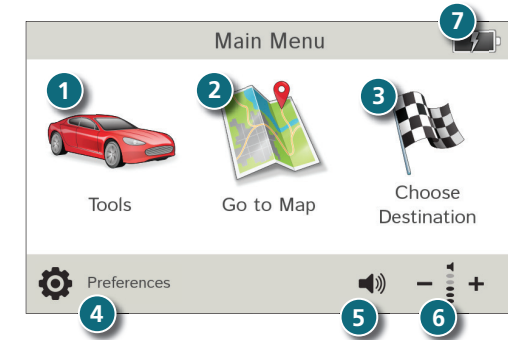 7
Main Menu
1
2
3
Tools
Go to Map
Choose
Destination
Preferences
− +
4
5
6